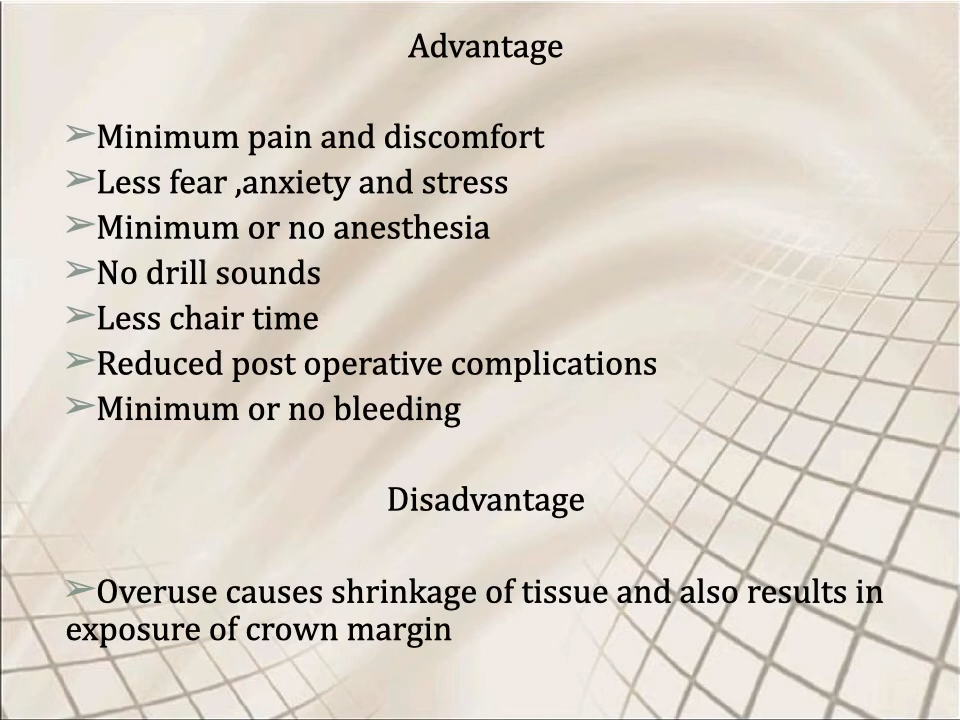 Advantage
➢Minimum pain and discomfort
➢Less fear ,anxiety and stress
➢Minimum or no anesthesia
➢No drill sounds
➢Less chair time
➢Reduced post operative complications
➢Minimum or no bleeding
Disadvantage
➢Overuse causes shrinkage of tissue and also results in
exposure of crown margin